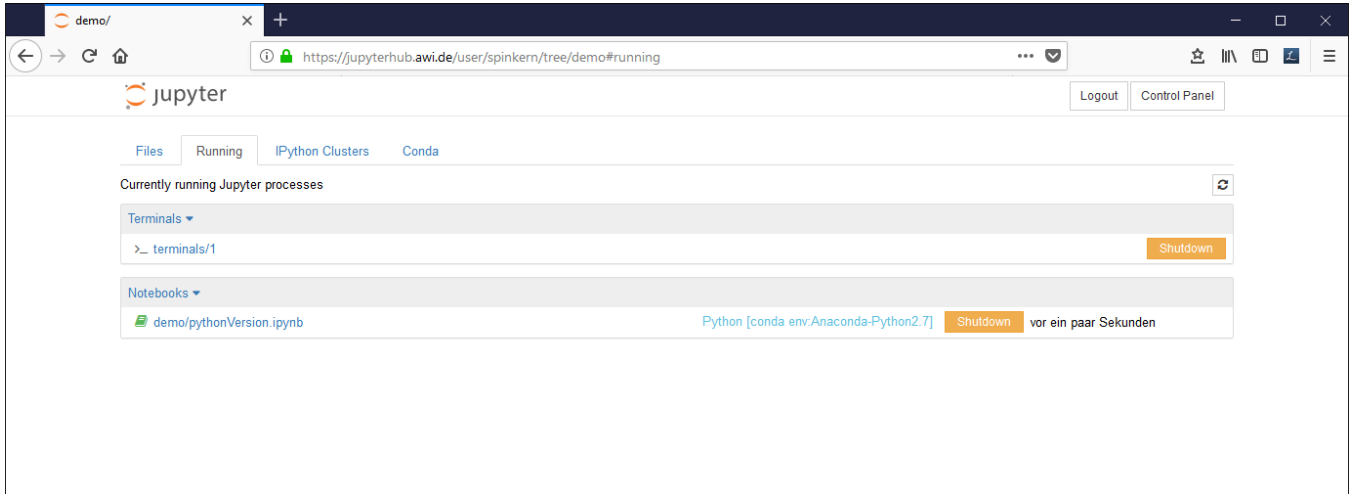 demo/
https://jupyterhub.awi.de/user/spinkern/tree/demo#running
jupyter
Logout Control Panel
Files Running IPython Clusters Conda
Currently running Jupyter processes
Terminals
terminals/1 Shutdown
Notebooks
demo/pythonVersion.ipynb Python [conda env:Anaconda-Python2.7] Shutdown vor ein paar Sekunden